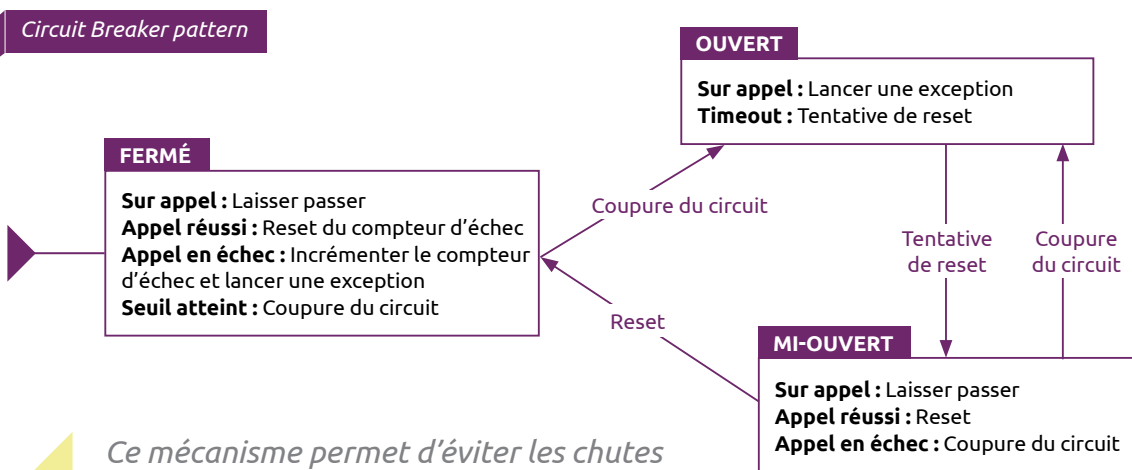 Circuit Breaker pattern
OUVERT
Sur appel : Lancer une exception
Timeout : Tentative de reset
FERMÉ
Sur appel : Laisser passer
Appel réussi : Reset du compteur d’échec
Appel en échec : Incrémenter le compteur
d’échec et lancer une exception
Seuil atteint : Coupure du circuit
Coupure du circuit
Tentative
de reset
Coupure
du circuit
Reset
MI-OUVERT
Sur appel : Laisser passer
Appel réussi : Reset
Appel en échec : Coupure du circuit
Ce mécanisme permet d’éviter les chutes